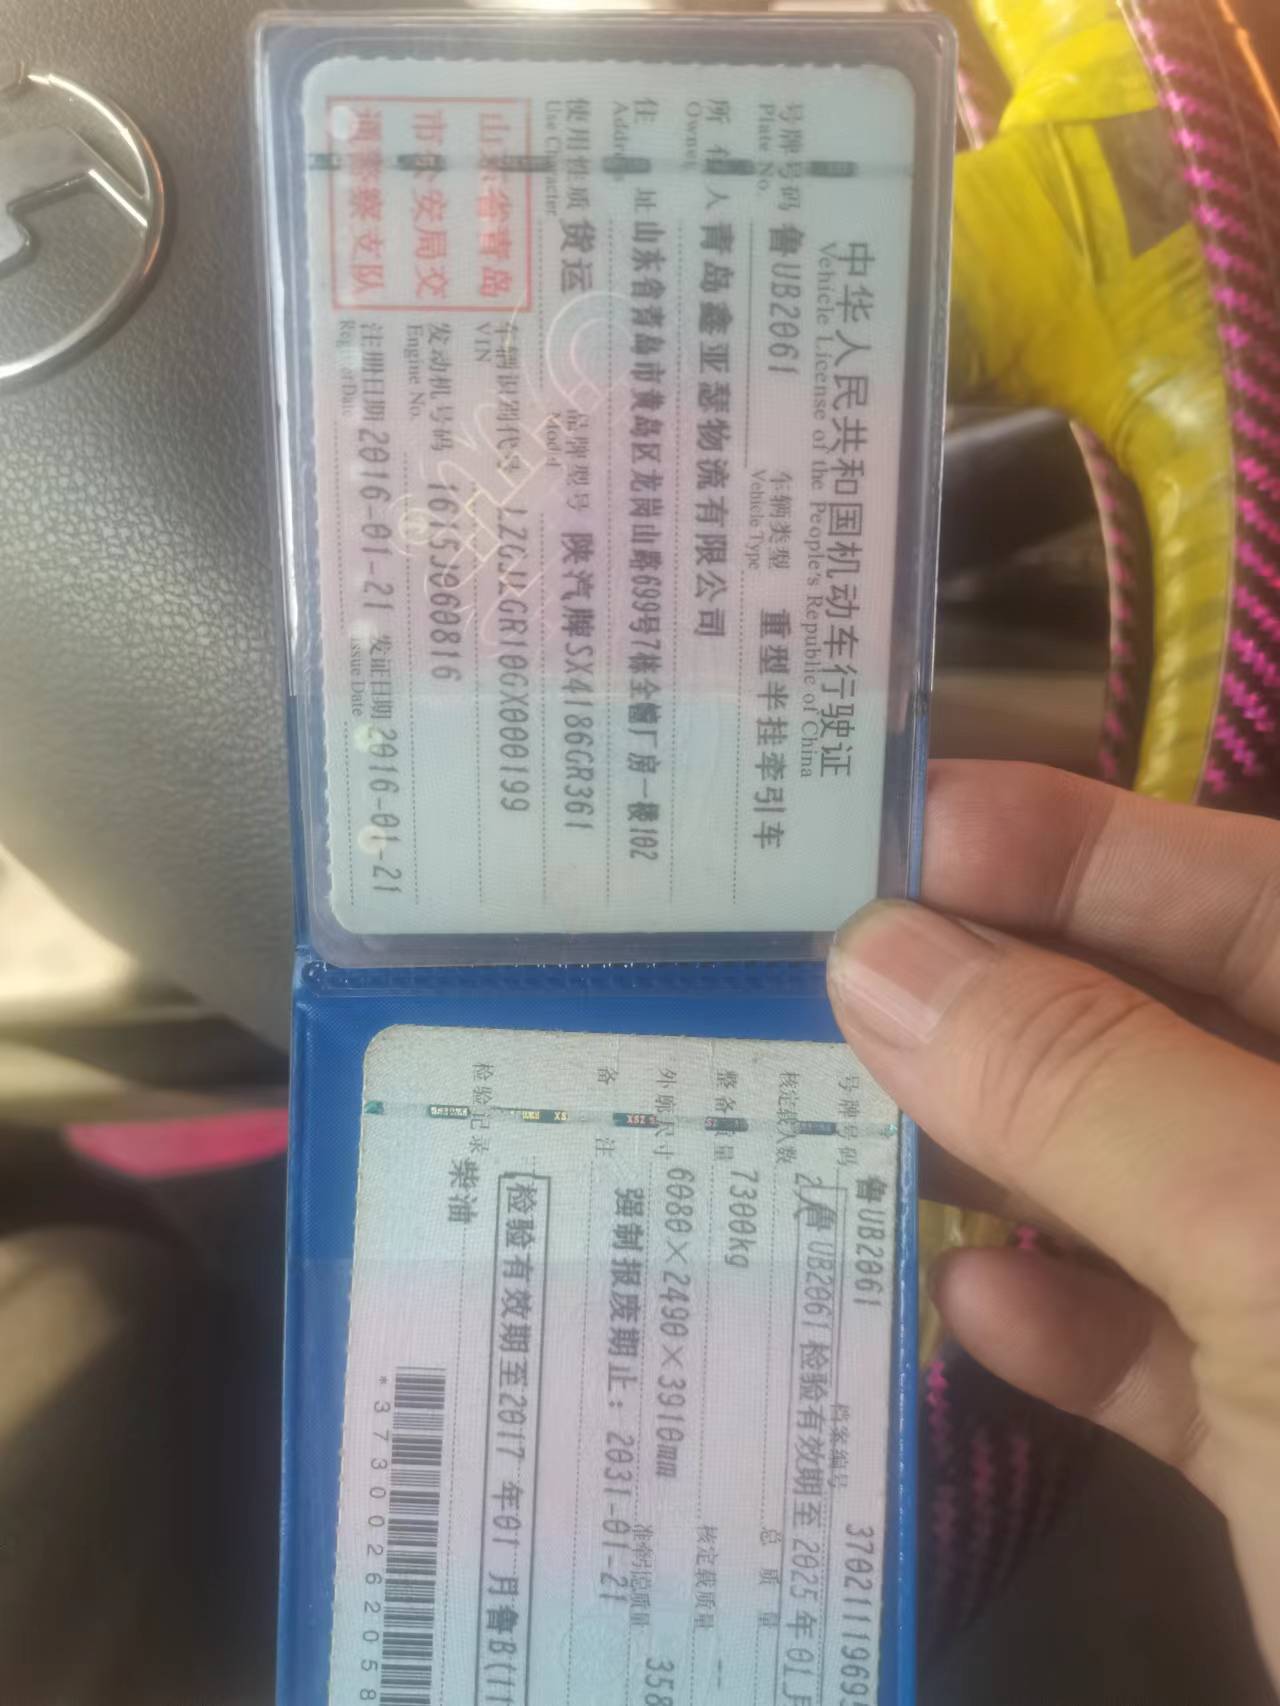 中华人民共和国机动车行驶证
Vehicle License of the People's Republic of China
号牌号码 鲁UB2061 车辆类型 重型半挂牵引车
Plate No. Vehicle Type
所有人 青岛鑫亚瑟物流有限公司
Owner
住址 山东省青岛市黄岛区龙岗山路699号7栋全幢厂房一楼102
Address
使用性质 货运 品牌型号 陕汽牌SX4186GR361
Use Character Model
山东省青岛
市公安局交
通警察支队
车辆识别代号 LZGJLGR10GX000199
VIN
发动机号码 1615J060816
Engine No.
注册日期 2016-01-21 发证日期 2016-01-21
Register Date Issue Date
号牌号码 鲁UB2061 档案编号 3702111969
核定载人数 2人 总质量
鲁UB2061检验有效期至2025年01月
整备质量 7300kg 核定载质量 --
外廓尺寸 6080×2490×3910mm 准牵引总质量 358
备注 强制报废期止：2031-01-21
检验有效期至2017年01月鲁B(11
检验记录 柴油
*37300262058